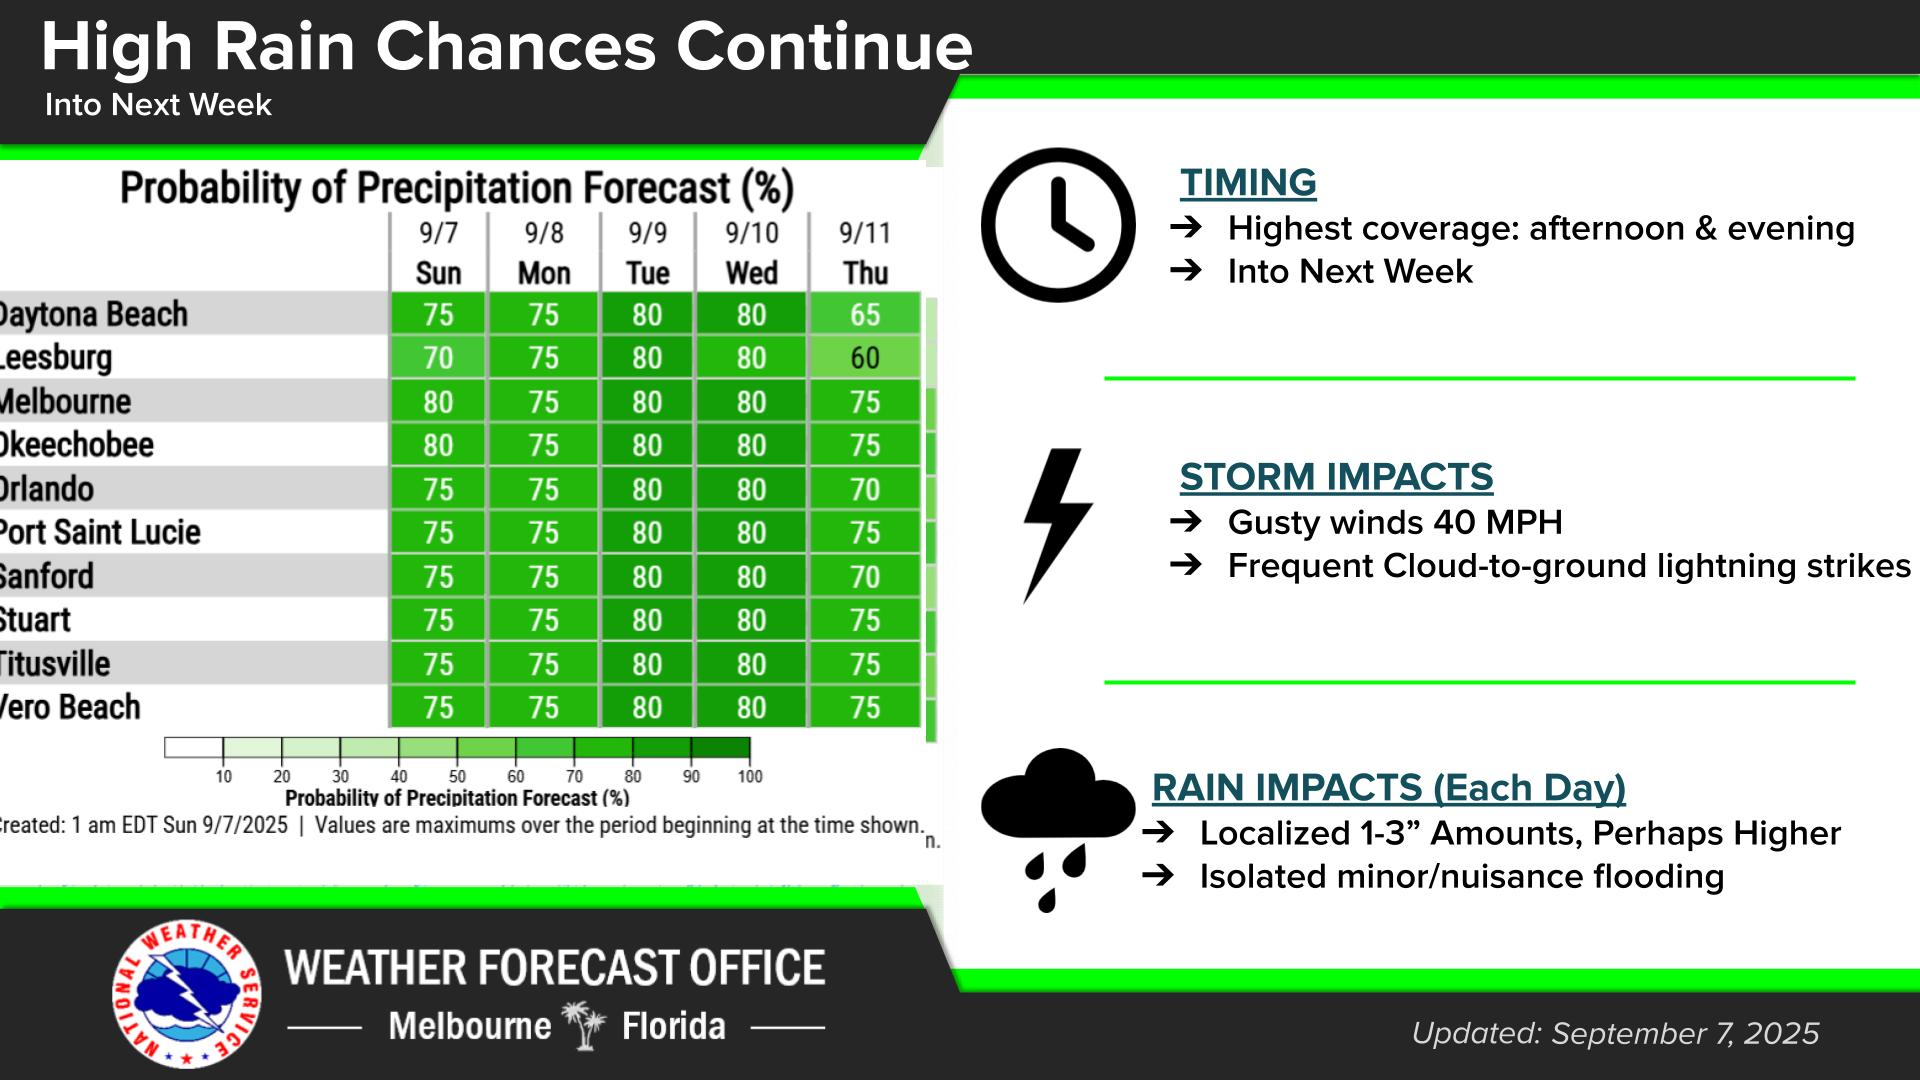 High Rain Chances Continue
Into Next Week
Probability of Precipitation Forecast (%)
9/7 9/8 9/9 9/10 9/11
Sun Mon Tue Wed Thu
Daytona Beach 75 75 80 80 65
Leesburg 70 75 80 80 60
Melbourne 80 75 80 80 75
Okeechobee 80 75 80 80 75
Orlando 75 75 80 80 70
Port Saint Lucie 75 75 80 80 75
Sanford 75 75 80 80 70
Stuart 75 75 80 80 75
Titusville 75 75 80 80 75
Vero Beach 75 75 80 80 75
10 20 30 40 50 60 70 80 90 100
Probability of Precipitation Forecast (%)
Created: 1 am EDT Sun 9/7/2025 | Values are maximums over the period beginning at the time shown.
n.
TIMING
➔ Highest coverage: afternoon & evening
➔ Into Next Week
STORM IMPACTS
➔ Gusty winds 40 MPH
➔ Frequent Cloud-to-ground lightning strikes
RAIN IMPACTS (Each Day)
➔ Localized 1-3” Amounts, Perhaps Higher
➔ Isolated minor/nuisance flooding
NATIONAL WEATHER SERVICE
WEATHER FORECAST OFFICE
Melbourne Florida
Updated: September 7, 2025